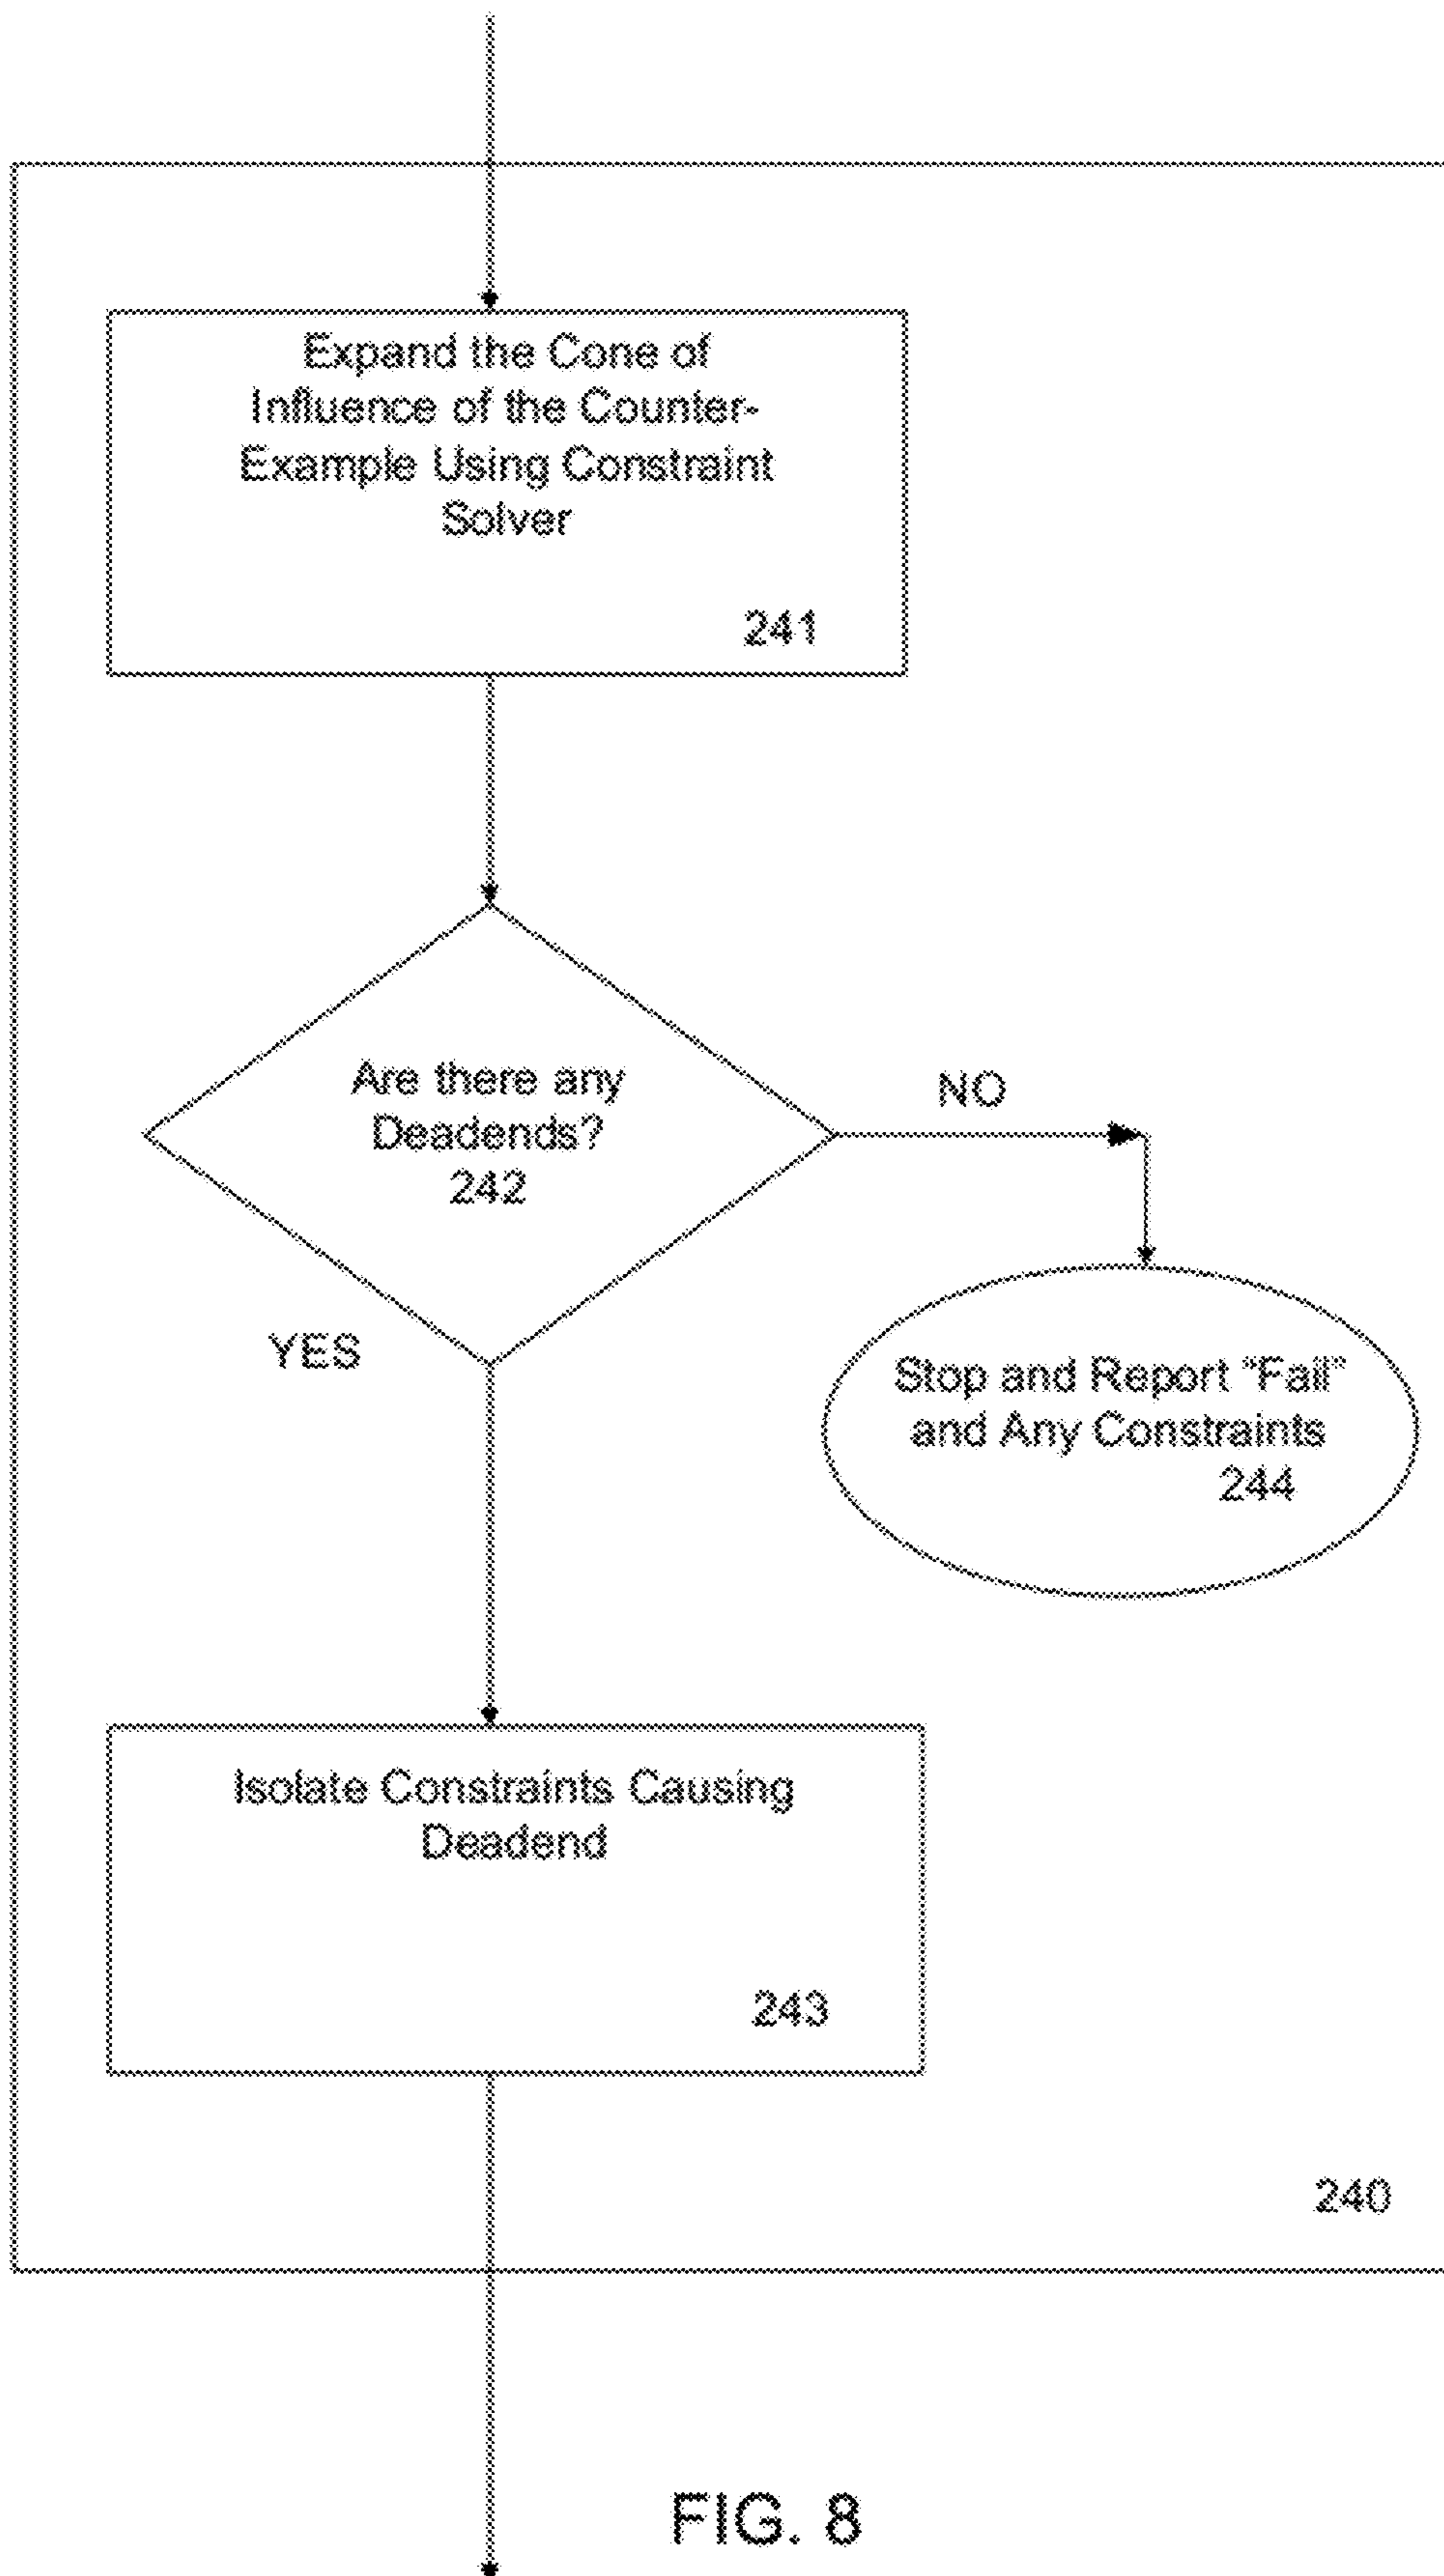 Expand the Cone of
Influence of the Counter-
Example Using Constraint
Solver
241
Are there any
Deadends?
242
NO
YES
Stop and Report “Fail”
and Any Constraints
244
Isolate Constraints Causing
Deadend
243
240
FIG. 8